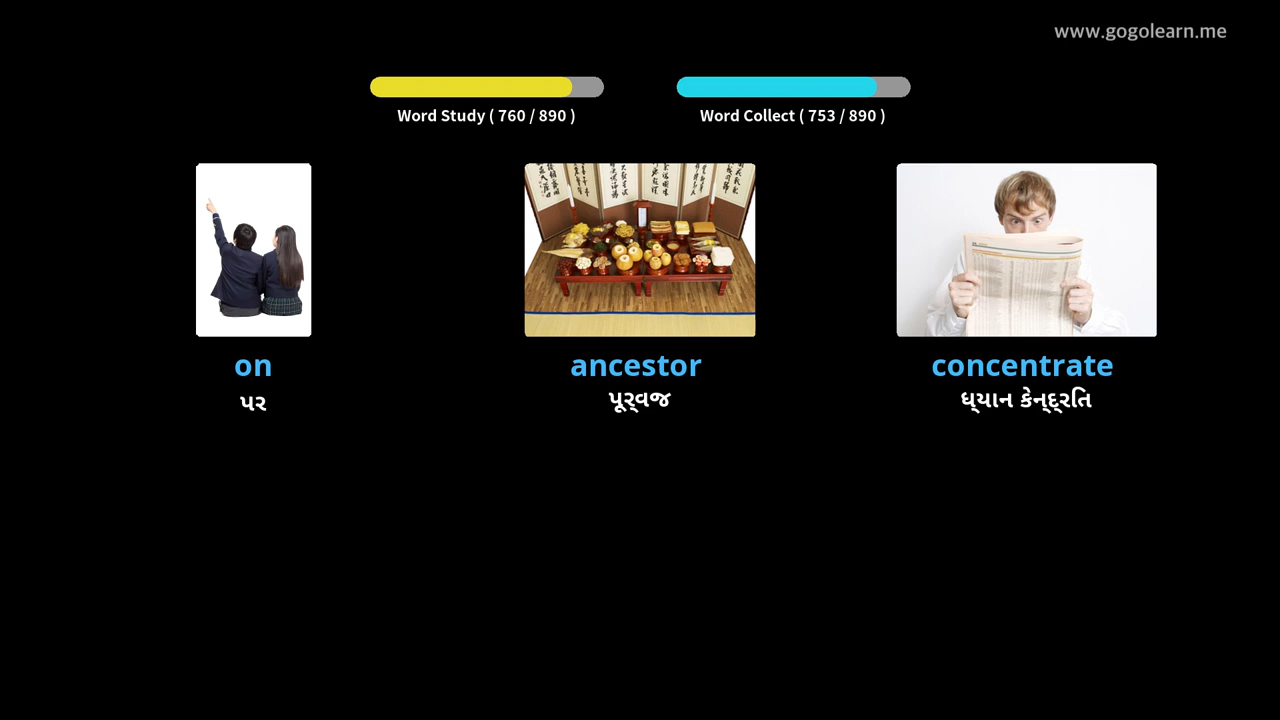 www.gogolearn.me
Word Study ( 760 / 890 )
Word Collect ( 753 / 890 )
on
ancestor
concentrate
પર
પૂર્‌વજ
ધ્‌યાન કેન્‌દ્‌રતિ